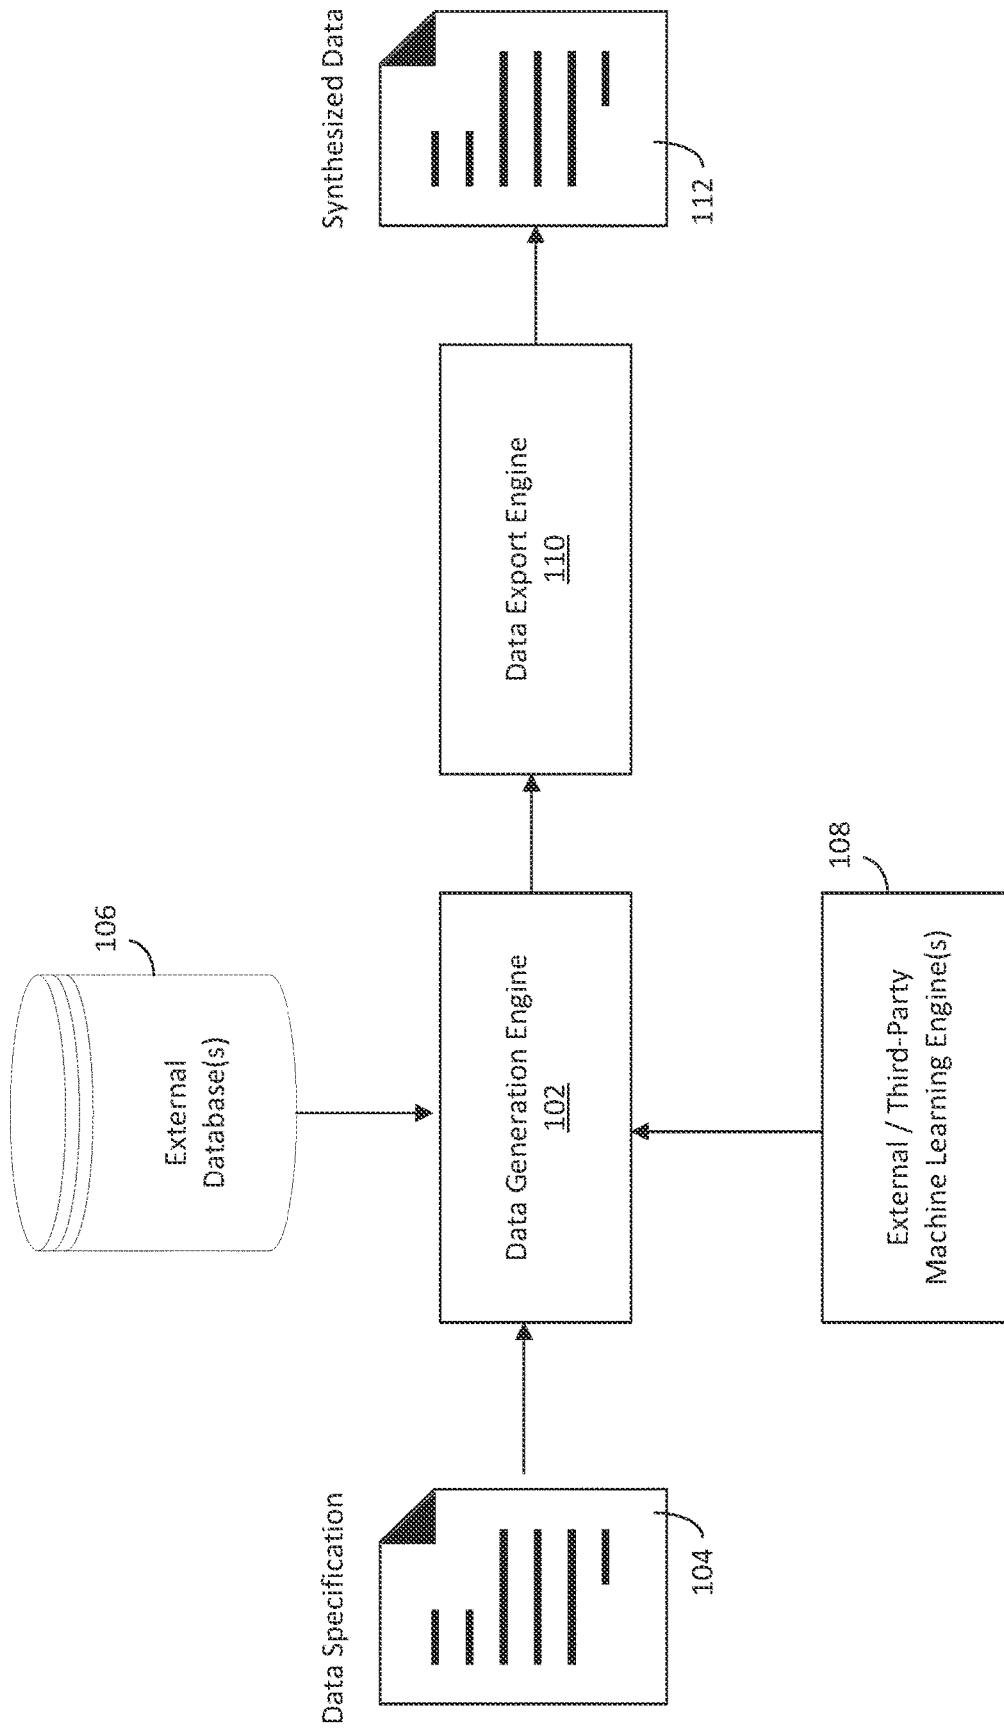 Data Specification
104
External
Database(s)
106
Data Generation Engine
102
External / Third-Party
Machine Learning Engine(s)
108
Data Export Engine
110
Synthesized Data
112